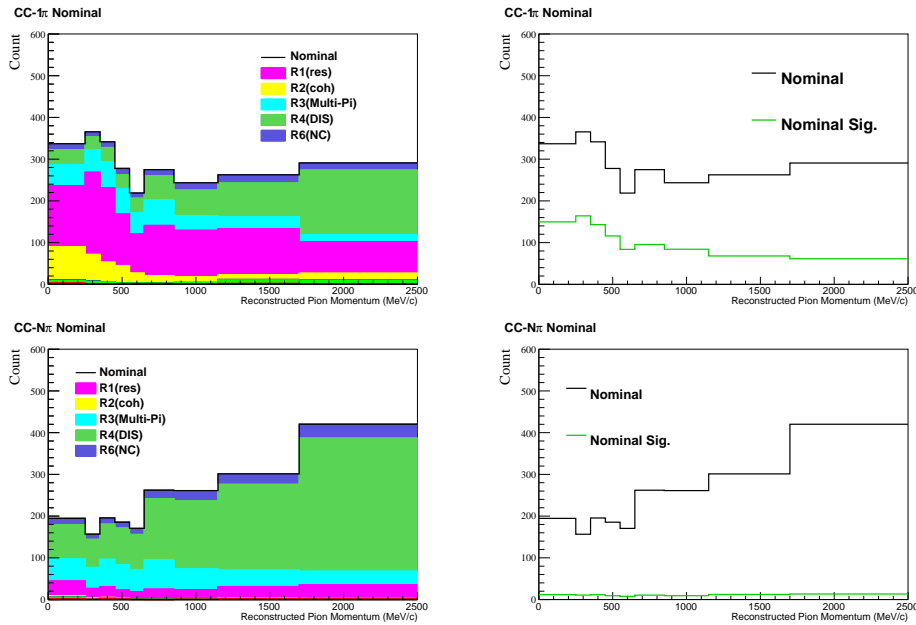 CC-1π Nominal
Count
600
500
400
300
200
100
0
Nominal
R1(res)
R2(coh)
R3(Multi-Pi)
R4(DIS)
R6(NC)
0 500 1000 1500 2000 2500
Reconstructed Pion Momentum (MeV/c)
CC-1π Nominal
Count
600
500
400
300
200
100
0
Nominal
Nominal Sig.
0 500 1000 1500 2000 2500
Reconstructed Pion Momentum (MeV/c)
CC-Nπ Nominal
Count
600
500
400
300
200
100
0
Nominal
R1(res)
R2(coh)
R3(Multi-Pi)
R4(DIS)
R6(NC)
0 500 1000 1500 2000 2500
Reconstructed Pion Momentum (MeV/c)
CC-Nπ Nominal
Count
600
500
400
300
200
100
0
Nominal
Nominal Sig.
0 500 1000 1500 2000 2500
Reconstructed Pion Momentum (MeV/c)